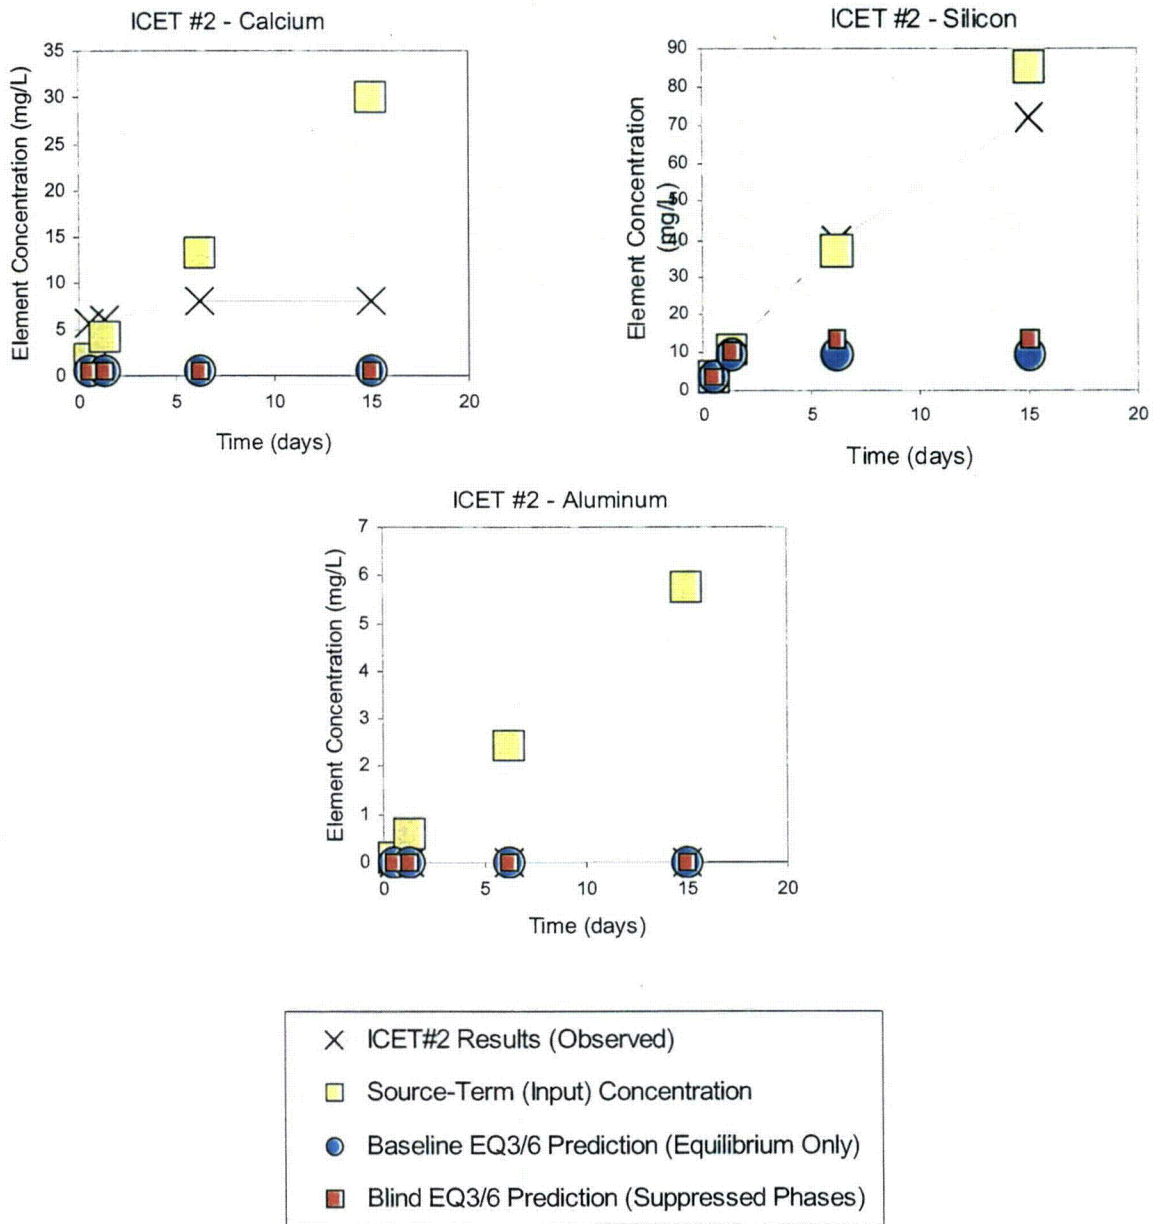 ICET #2 - Calcium
Element Concentration (mg/L)
35
30
25
20
15
10
5
0
0 5 10 15 20
Time (days)
ICET #2 - Silicon
Element Concentration
(mg/L)
90
80
70
60
50
40
30
20
10
0
0 5 10 15 20
Time (days)
ICET #2 - Aluminum
Element Concentration (mg/L)
7
6
5
4
3
2
1
0
0 5 10 15 20
Time (days)
ICET#2 Results (Observed)
Source-Term (Input) Concentration
Baseline EQ3/6 Prediction (Equilibrium Only)
Blind EQ3/6 Prediction (Suppressed Phases)